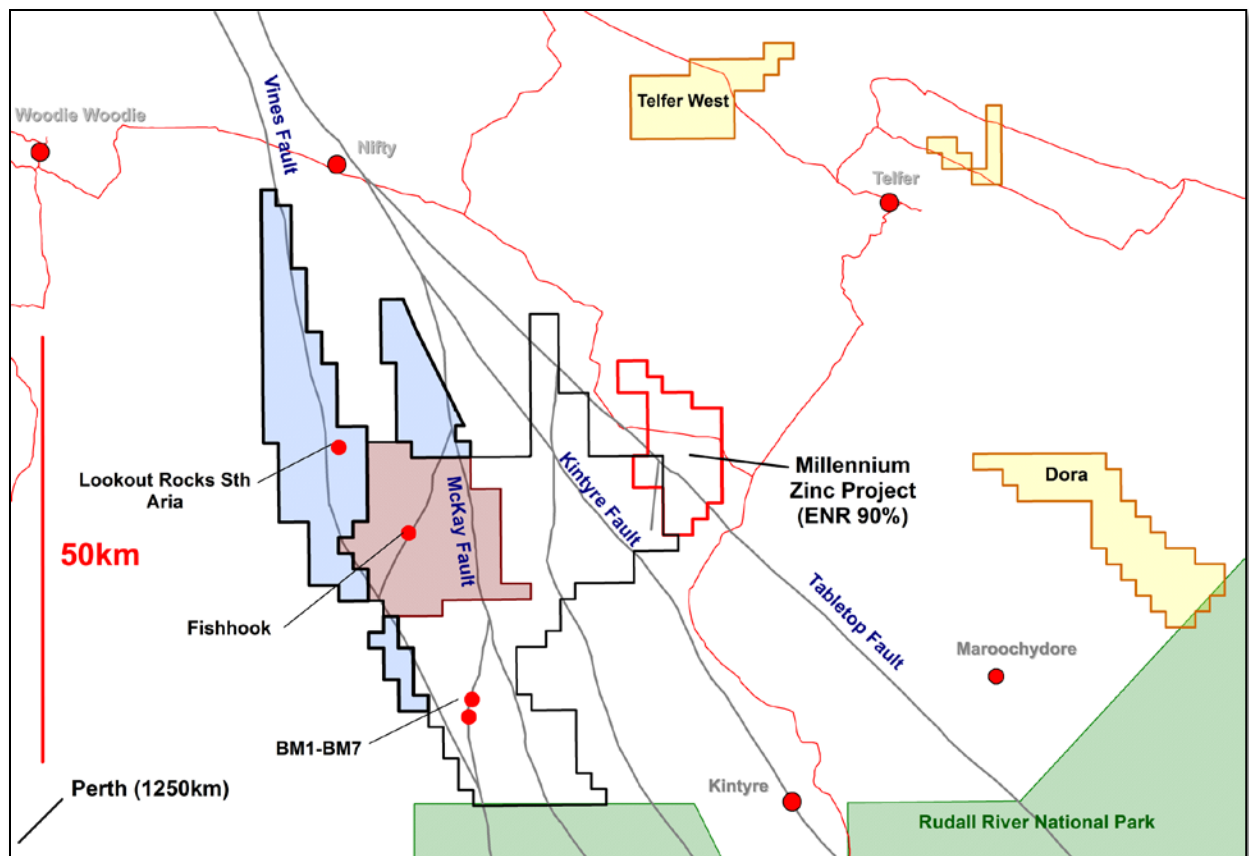 Telfer West
Vines Fault
Woodie Woodie
Nifty
Telfer
Lookout Rocks Sth
Aria
McKay Fault
Kintyre Fault
Millennium
Zinc Project
(ENR 90%)
Dora
50km
Fishhook
Tabletop Fault
Maroochydore
BM1-BM7
Perth (1250km)
Kintyre
Rudall River National Park